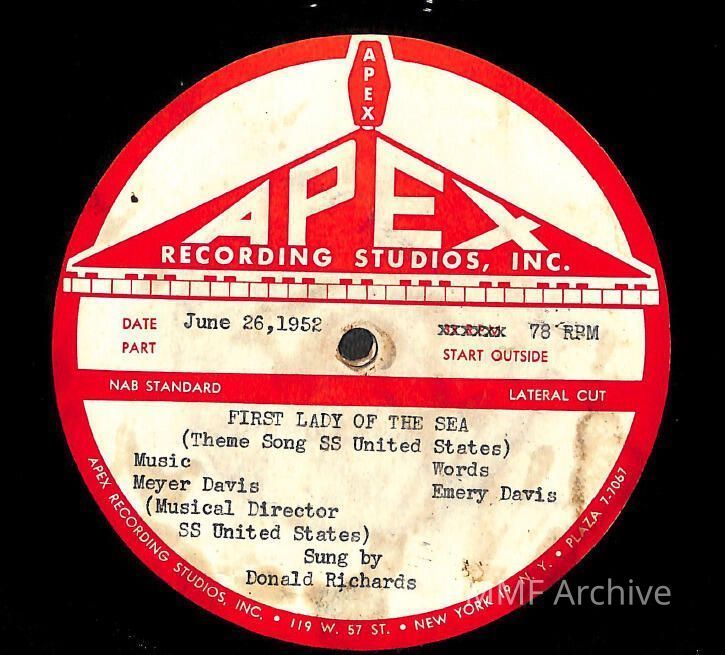 APEX
APEX
RECORDING STUDIOS, INC.
DATE June 26,1952 xxxxxx 78 RPM
PART START OUTSIDE
NAB STANDARD LATERAL CUT
FIRST LADY OF THE SEA
(Theme Song SS United States)
Music Words
Meyer Davis Emery Davis
(Musical Director
SS United States)
Sung by
Donald Richards
APEX RECORDING STUDIOS, INC. • 119 W. 57 ST. • NEW YORK N. Y. • PLAZA 7-7067
MMF Archive